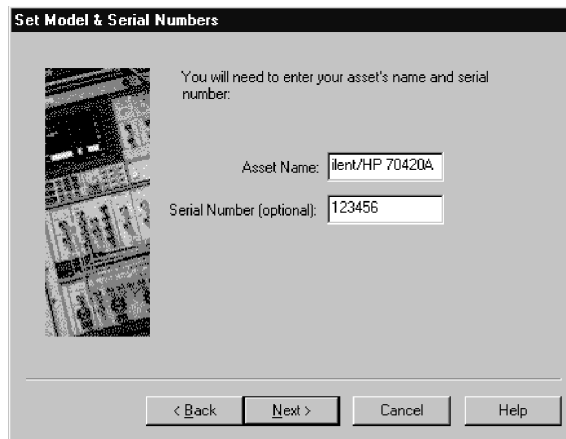 Set Model & Serial Numbers
You will need to enter your asset's name and serial
number:
Asset Name: ilent/HP 70420A
Serial Number (optional): 123456
< Back Next > Cancel Help